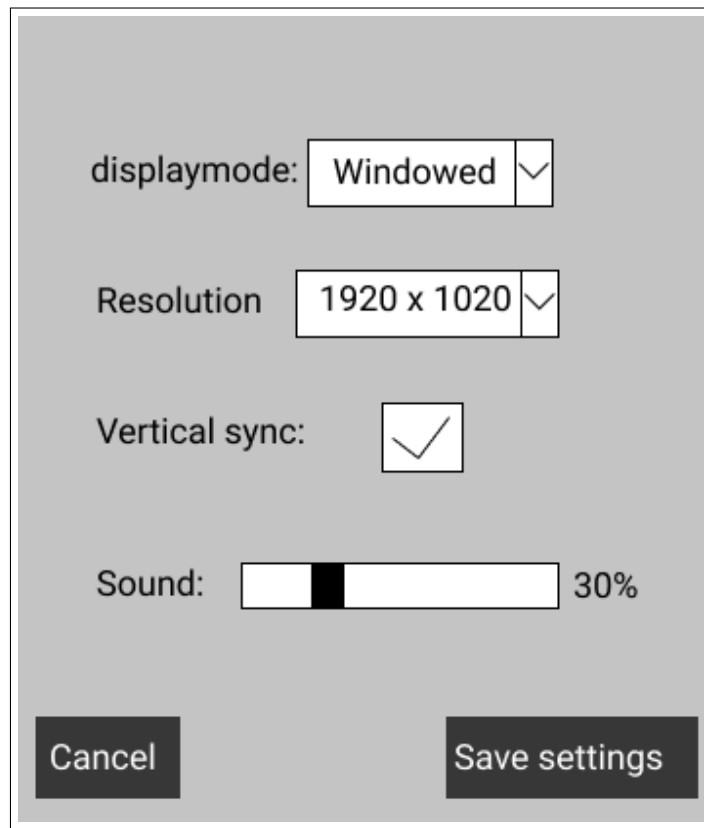 displaymode: Windowed
Resolution 1920 x 1020
Vertical sync:
Sound: 30%
Cancel Save settings